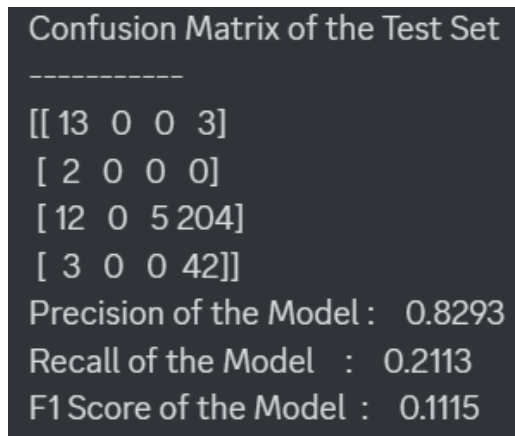 Confusion Matrix of the Test Set
-----------
[[ 13 0 0 3]
[ 2 0 0 0]
[ 12 0 5 204]
[ 3 0 0 42]]
Precision of the Model : 0.8293
Recall of the Model : 0.2113
F1 Score of the Model : 0.1115